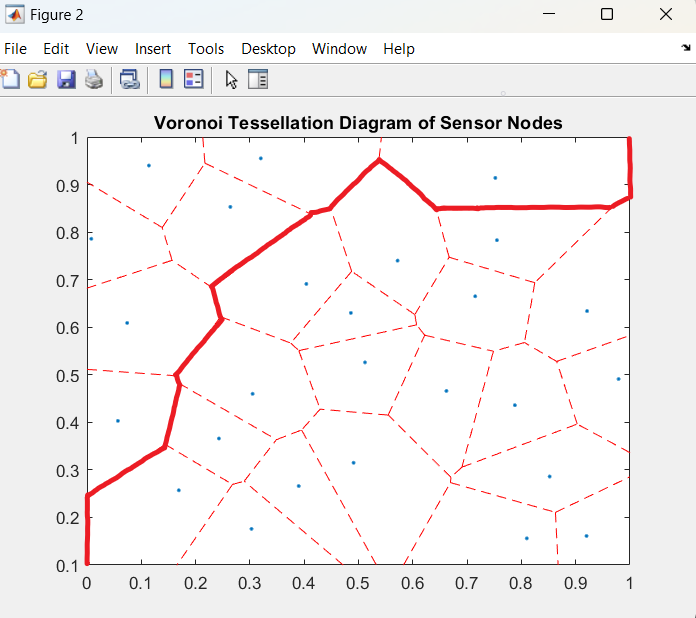 Figure 2
File Edit View Insert Tools Desktop Window Help
Voronoi Tessellation Diagram of Sensor Nodes
1
0.9
0.8
0.7
0.6
0.5
0.4
0.3
0.2
0.1
0 0.1 0.2 0.3 0.4 0.5 0.6 0.7 0.8 0.9 1